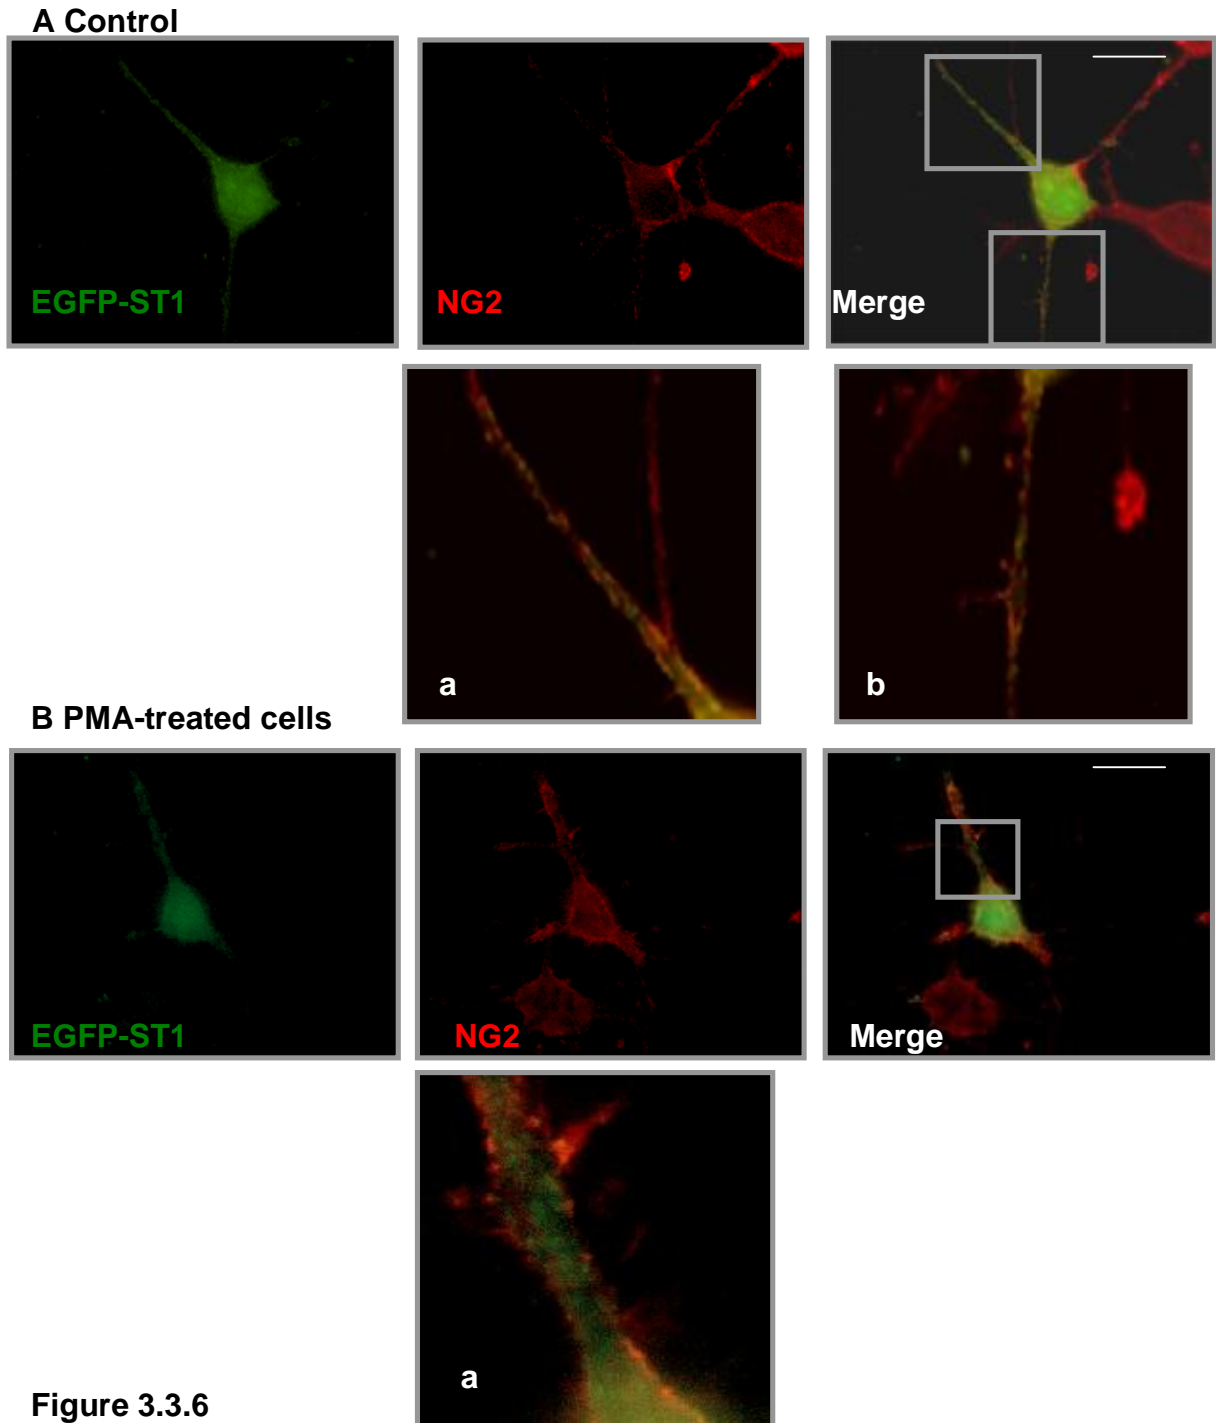 A Control
EGFP-ST1
NG2
Merge
a
b
B PMA-treated cells
EGFP-ST1
NG2
Merge
a
Figure 3.3.6